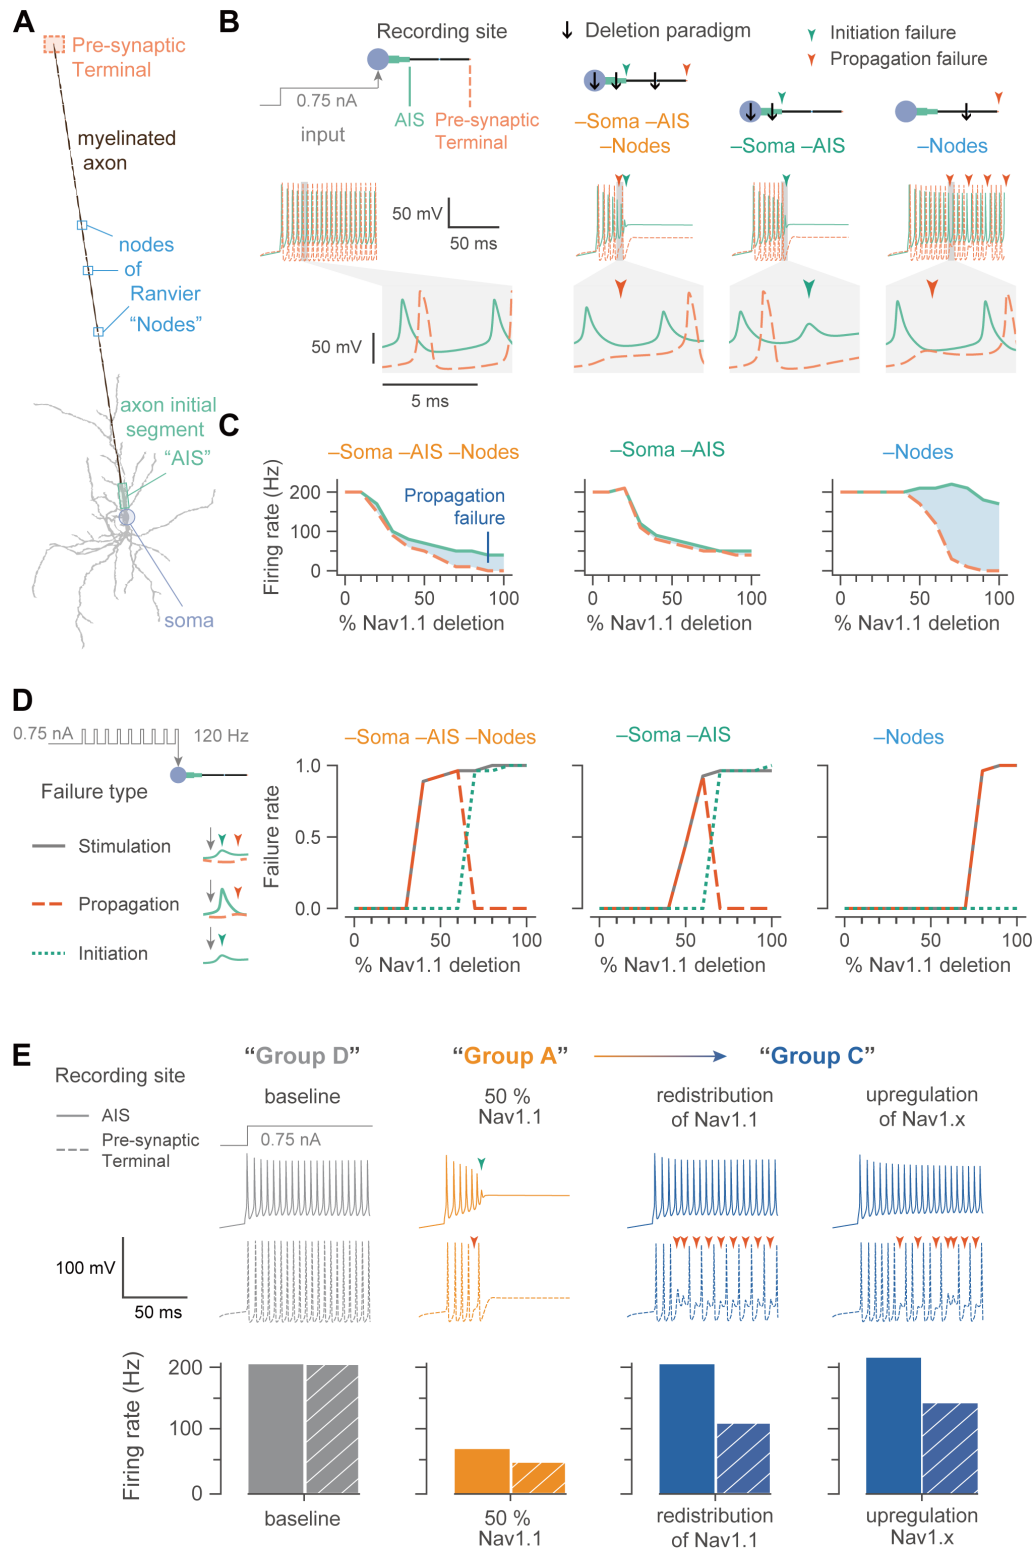 A
Pre-synaptic
Terminal
myelinated
axon
nodes
of
Ranvier
“Nodes”
axon initial
segment
“AIS”
soma
B
Recording site
0.75 nA
input
AIS
Pre-synaptic
Terminal
Deletion paradigm
Initiation failure
Propagation failure
–Soma –AIS
–Nodes
–Soma –AIS
–Nodes
50 mV
50 ms
50 mV
5 ms
C
–Soma –AIS –Nodes
–Soma –AIS
–Nodes
Firing rate (Hz)
200
100
0
Propagation
failure
0 50 100
0 50 100
0 50 100
% Nav1.1 deletion
% Nav1.1 deletion
% Nav1.1 deletion
D
0.75 nA
120 Hz
Failure type
Stimulation
Propagation
Initiation
–Soma –AIS –Nodes
–Soma –AIS
–Nodes
Failure rate
1.0
0.5
0.0
0 50 100
0 50 100
0 50 100
% Nav1.1 deletion
% Nav1.1 deletion
% Nav1.1 deletion
E
“Group D”
“Group A”
“Group C”
Recording site
AIS
Pre-synaptic
Terminal
baseline
50 %
Nav1.1
redistribution
of Nav1.1
upregulation
of Nav1.x
0.75 nA
100 mV
50 ms
Firing rate (Hz)
200
100
0
baseline
50 %
Nav1.1
redistribution
of Nav1.1
upregulation
Nav1.x